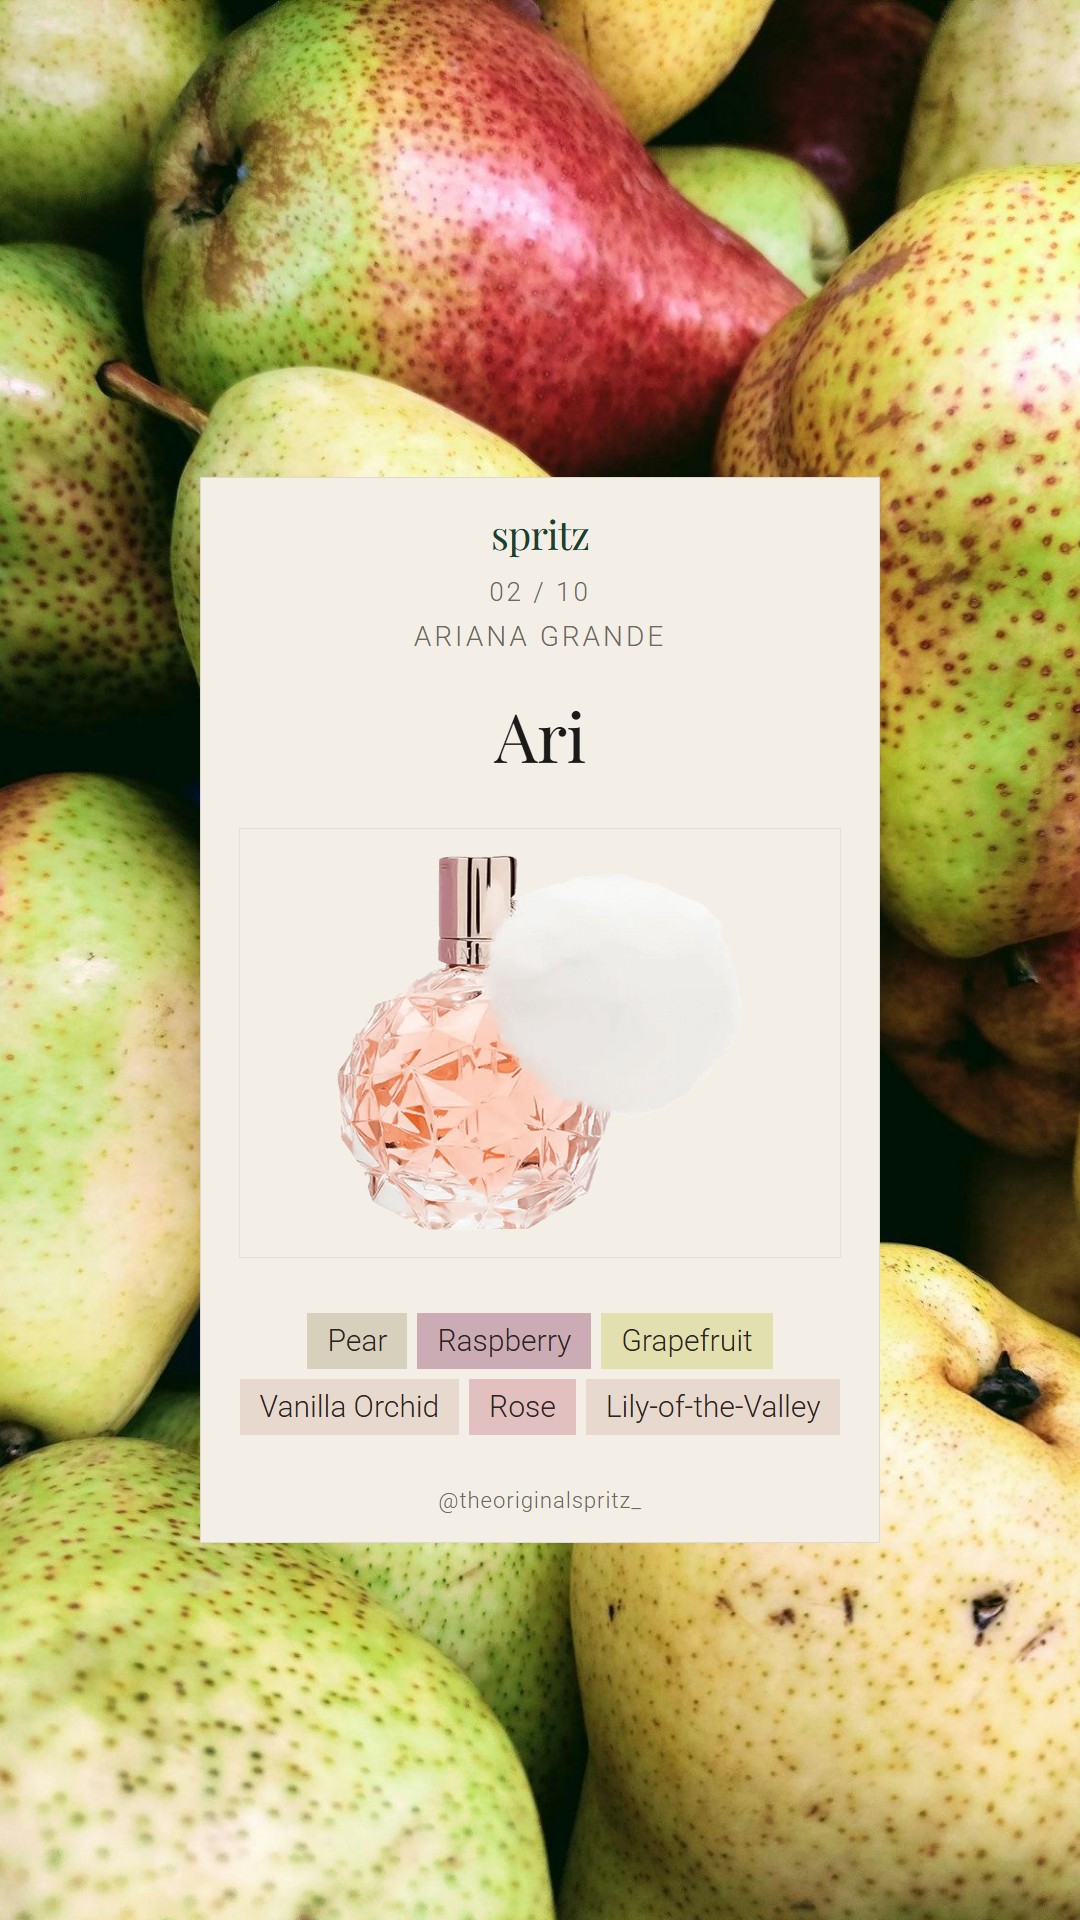 spritz
02 / 10
ARIANA GRANDE
Ari
Pear Raspberry Grapefruit
Vanilla Orchid Rose Lily-of-the-Valley
@theoriginalspritz_